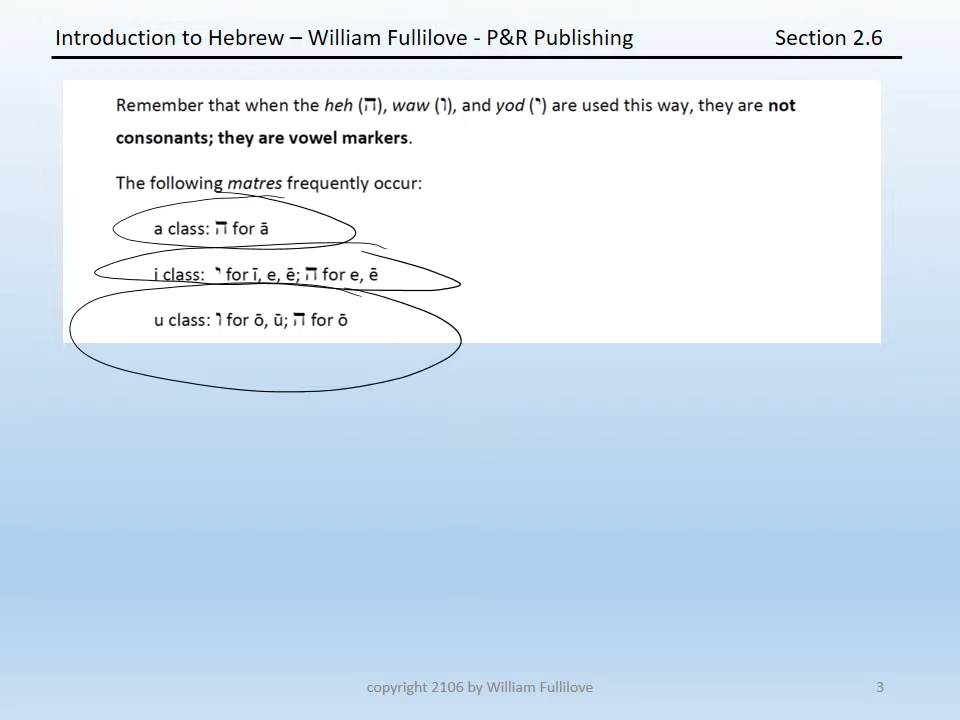 Introduction to Hebrew – William Fullilove - P&R Publishing Section 2.6
Remember that when the heh (ה), waw (ו), and yod (י) are used this way, they are not
consonants; they are vowel markers.
The following matres frequently occur:
a class: ה for ā
i class: י for ī, e, ē; ה for e, ē
u class: ו for ō, ū; ה for ō
copyright 2106 by William Fullilove 3